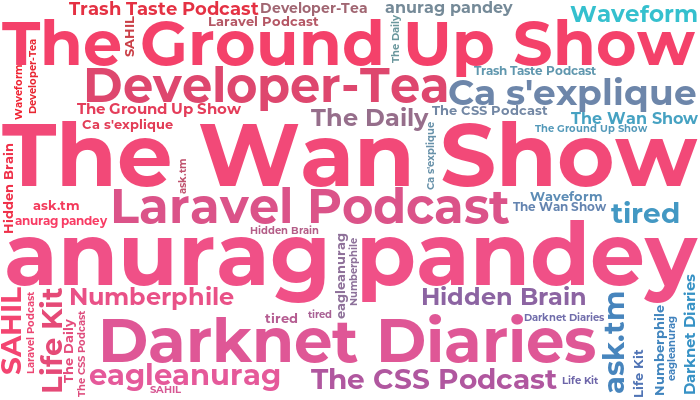 Trash Taste Podcast
Developer-Tea
anurag pandey
Waveform
SAHIL
Laravel Podcast
The Daily
The Ground Up Show
Waveform
Developer-Tea
Developer-Tea
Trash Taste Podcast
Ca s'explique
The Ground Up Show
The Daily
The CSS Podcast
The Wan Show
Ca s'explique
Ca s'explique
The Ground Up Show
The Wan Show
Hidden Brain
ask.tm
ask.tm
anurag pandey
Laravel Podcast
Waveform
The Wan Show
tired
Hidden Brain
anurag pandey
eagleanurag
Numberphile
SAHIL
Laravel Podcast
Life Kit
The Daily
The CSS Podcast
Numberphile
Hidden Brain
tired
tired
Darknet Diaries
Darknet Diaries
ask.tm
Life Kit
Numberphile
eagleanurag
Darknet Diaries
eagleanurag
SAHIL
The CSS Podcast
Life Kit